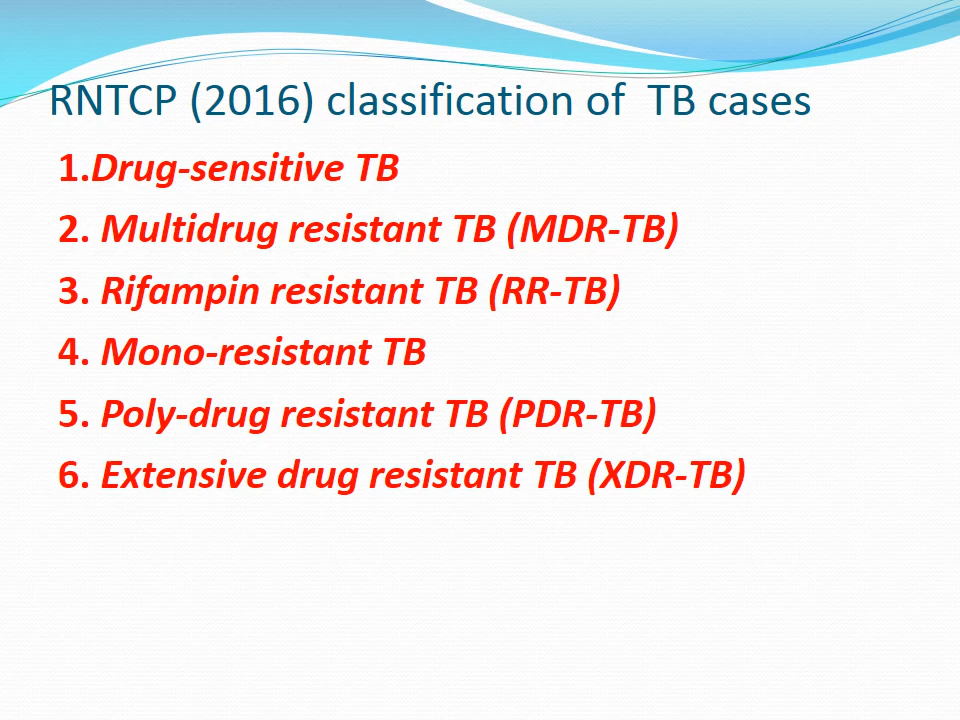 RNTCP (2016) classification of TB cases
1.Drug-sensitive TB
2. Multidrug resistant TB (MDR-TB)
3. Rifampin resistant TB (RR-TB)
4. Mono-resistant TB
5. Poly-drug resistant TB (PDR-TB)
6. Extensive drug resistant TB (XDR-TB)